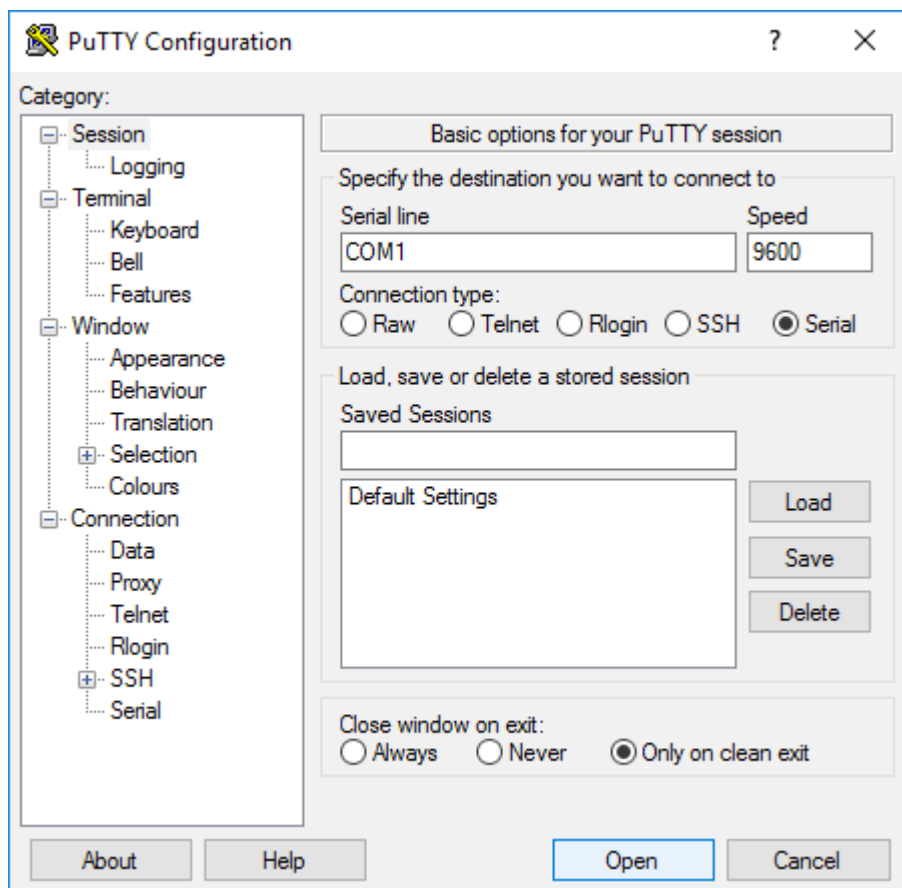 PuTTY Configuration
?
Category:
Session
Logging
Terminal
Keyboard
Bell
Features
Window
Appearance
Behaviour
Translation
Selection
Colours
Connection
Data
Proxy
Telnet
Rlogin
SSH
Serial
Basic options for your PuTTY session
Specify the destination you want to connect to
Serial line Speed
COM1 9600
Connection type:
Raw Telnet Rlogin SSH Serial
Load, save or delete a stored session
Saved Sessions
Default Settings
Load
Save
Delete
Close window on exit:
Always Never Only on clean exit
About Help Open Cancel